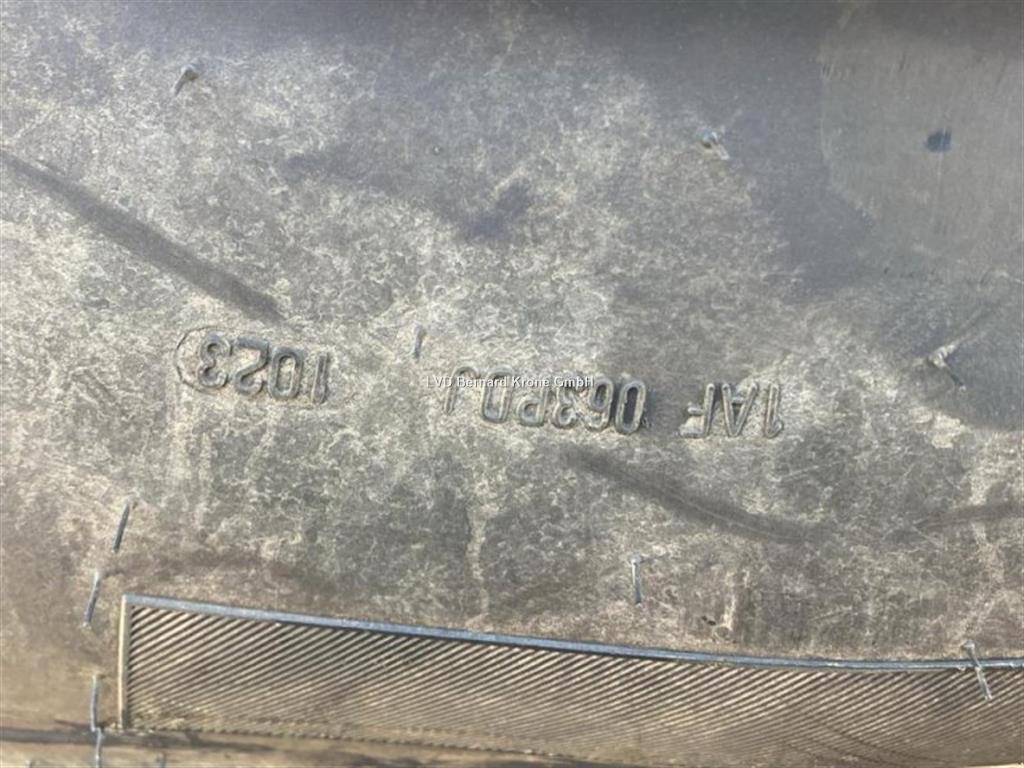 1AF 063PDJ 1023
LVD Bernard Krone GmbH